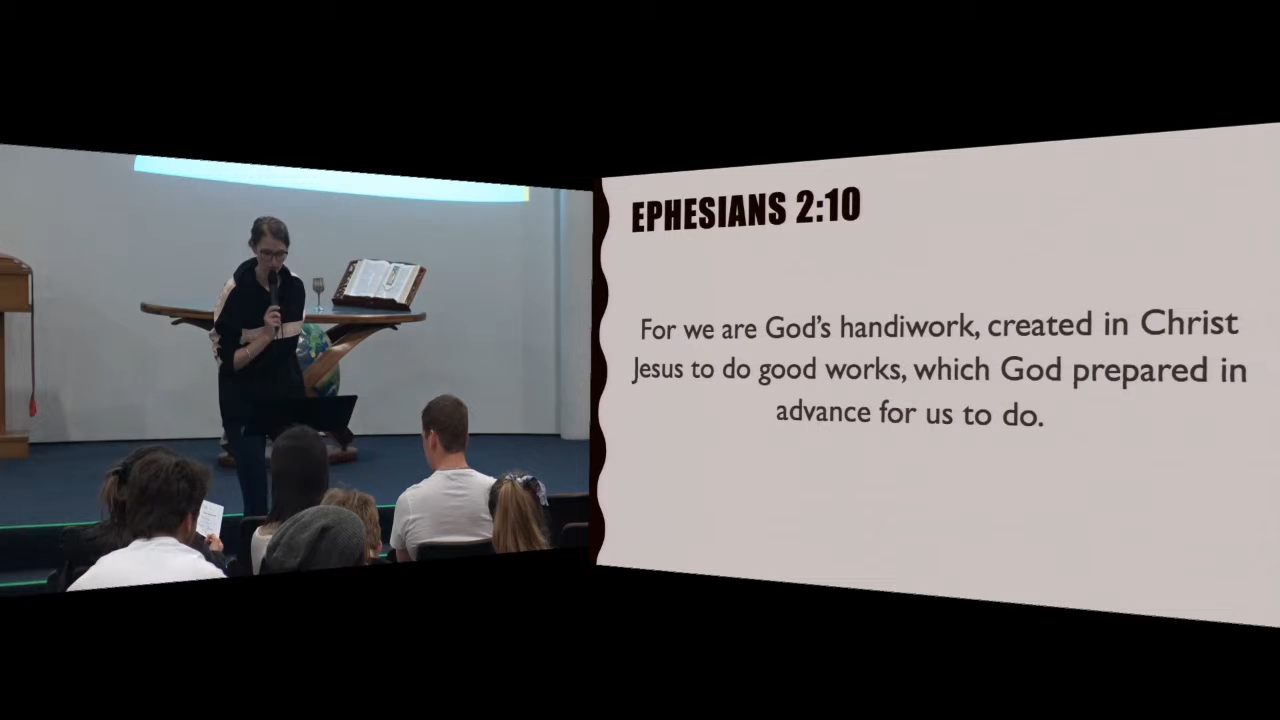 EPHESIANS 2:10
For we are God's handiwork, created in Christ
Jesus to do good works, which God prepared in
advance for us to do.